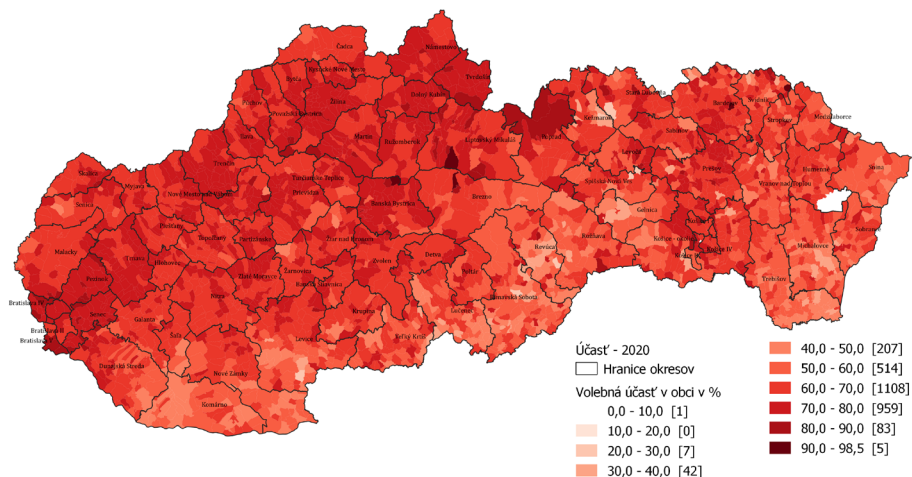 Čadca
Námestovo
Kysucké Nové Mesto
Tvrdošín
Bytča
Stará Ľubovňa
Dolný Kubín
Žilina
Bardejov
Svidník
Púchov
Kežmarok
Považská Bystrica
Stropkov
Medzilaborce
Sabinov
Ilava
Martin
Ružomberok
Liptovský Mikuláš
Poprad
Levoča
Trenčín
Prešov
Humenné
Snina
Skalica
Turčianske Teplice
Spišská Nová Ves
Vranov nad Topľou
Myjava
Nové Mesto nad Váhom
Prievidza
Brezno
Senica
Banská Bystrica
Gelnica
Piešťany
Sobrance
Topoľčany
Partizánske
Žiar nad Hronom
Rožňava
Košice - okolie
Michalovce
Revúca
Košice IV
Malacky
Trnava
Hlohovec
Zvolen
Detva
Zlaté Moravce
Žarnovica
Poltár
Pezinok
Trebišov
Banská Štiavnica
Nitra
Rimavská Sobota
Bratislava IV
Krupina
Lučenec
Senec
Galanta
Bratislava II
Šaľa
Levice
Veľký Krtíš
Bratislava V
Dunajská Streda
Nové Zámky
Komárno
Účasť - 2020
Hranice okresov
Volebná účasť v obci v %
0,0 - 10,0 [1]
10,0 - 20,0 [0]
20,0 - 30,0 [7]
30,0 - 40,0 [42]
40,0 - 50,0 [207]
50,0 - 60,0 [514]
60,0 - 70,0 [1108]
70,0 - 80,0 [959]
80,0 - 90,0 [83]
90,0 - 98,5 [5]